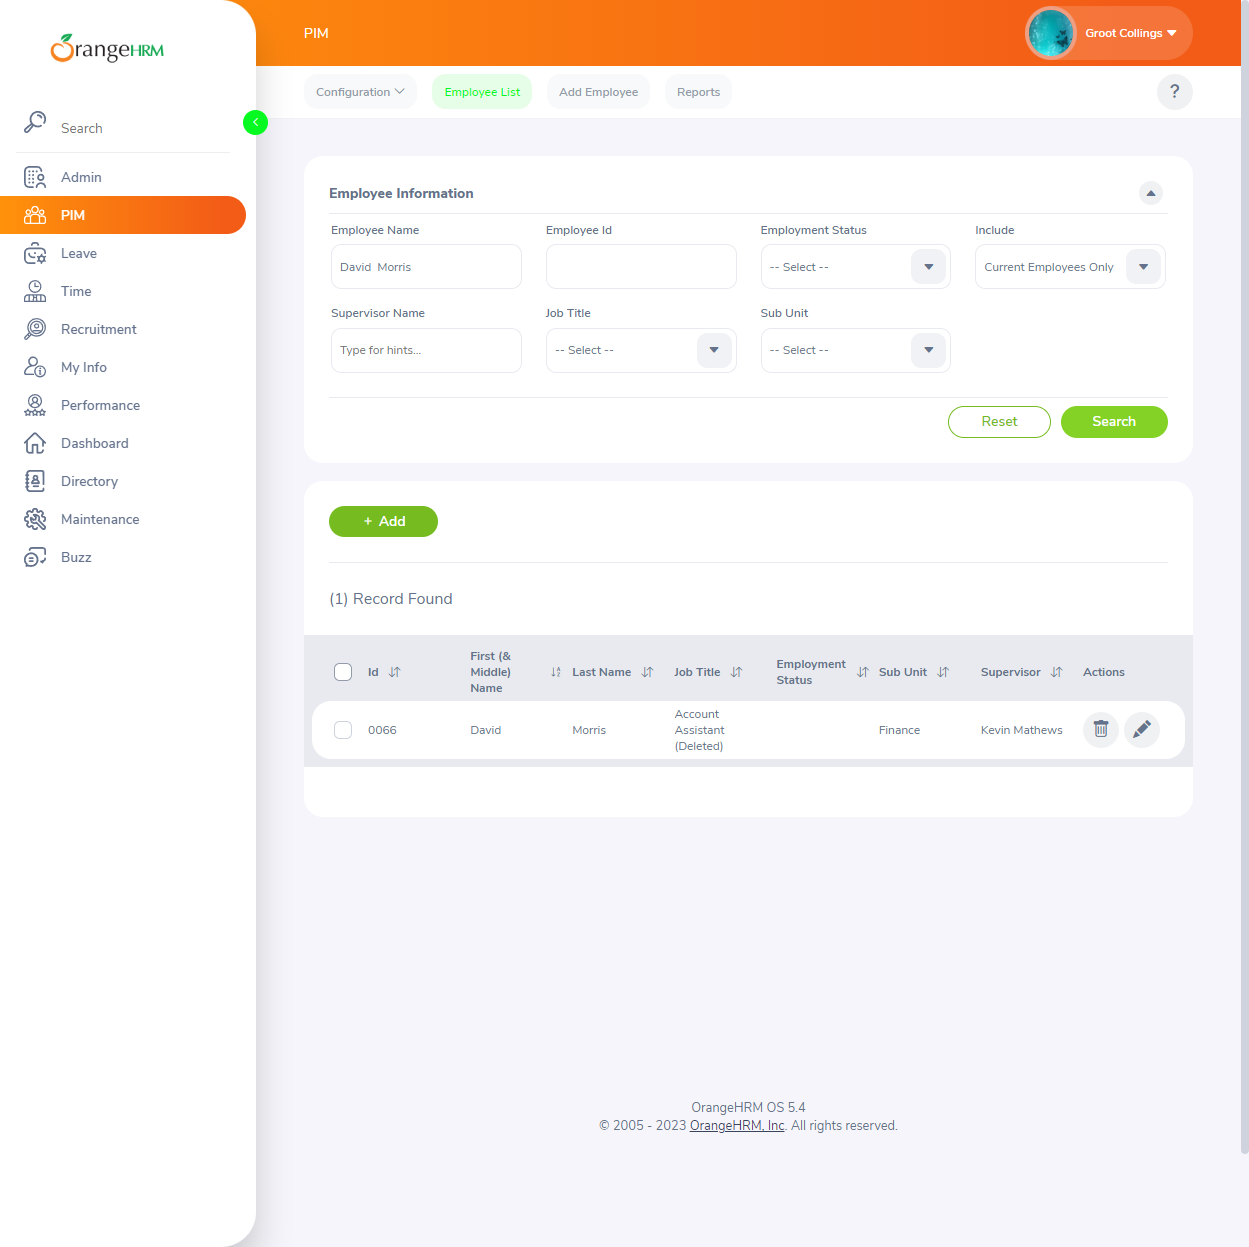 OrangeHRM
PIM
Groot Collings
Configuration
Employee List
Add Employee
Reports
?
Search
Admin
PIM
Leave
Time
Recruitment
My Info
Performance
Dashboard
Directory
Maintenance
Buzz
Employee Information
Employee Name
Employee Id
Employment Status
Include
David  Morris
-- Select --
Current Employees Only
Supervisor Name
Job Title
Sub Unit
Type for hints...
-- Select --
-- Select --
Reset
Search
+ Add
(1) Record Found
Id
First (& Middle) Name
Last Name
Job Title
Employment Status
Sub Unit
Supervisor
Actions
0066
David
Morris
Account Assistant (Deleted)
Finance
Kevin Mathews
OrangeHRM OS 5.4
© 2005 - 2023 OrangeHRM, Inc. All rights reserved.